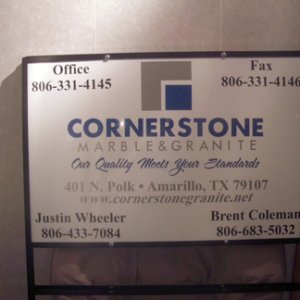 Office Fax
806-331-4145 806-331-4146
CORNERSTONE
MARBLE&GRANITE
Our Quality Meets Your Standards
401 N. Polk • Amarillo, TX 79107
www.cornerstonegranite.net
Justin Wheeler Brent Coleman
806-433-7084 806-683-5032